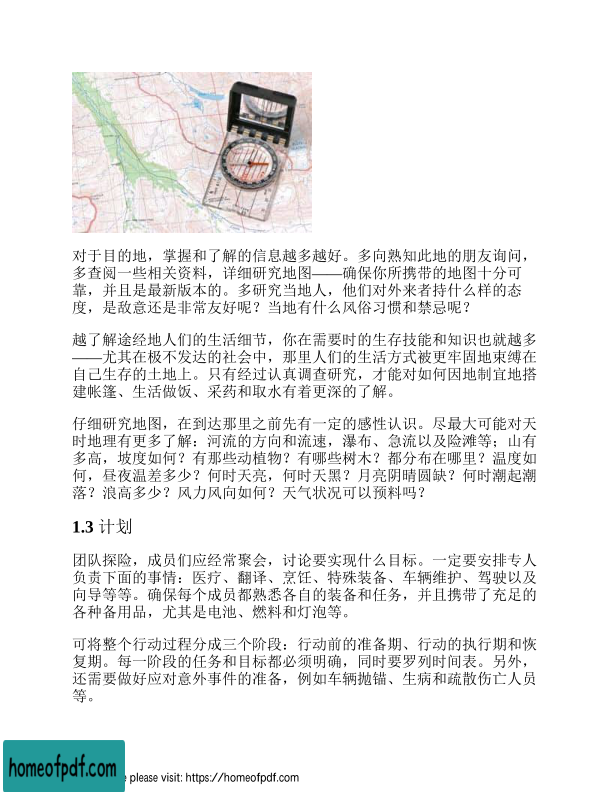 对于目的地，掌握和了解的信息越多越好。多向熟知此地的朋友询问，
多查阅一些相关资料，详细研究地图——确保你所携带的地图十分可
靠，并且是最新版本的。多研究当地人，他们对外来者持什么样的态
度，是敌意还是非常友好呢？当地有什么风俗习惯和禁忌呢？
越了解途经地人们的生活细节，你在需要时的生存技能和知识也就越多
——尤其在极不发达的社会中，那里人们的生活方式被更牢固地束缚在
自己生存的土地上。只有经过认真调查研究，才能对如何因地制宜地搭
建帐篷、生活做饭、采药和取水有着更深的了解。
仔细研究地图，在到达那里之前先有一定的感性认识。尽最大可能对天
时地理有更多了解：河流的方向和流速，瀑布、急流以及险滩等；山有
多高，坡度如何？有那些动植物？有哪些树木？都分布在哪里？温度如
何，昼夜温差多少？何时天亮，何时天黑？月亮阴晴圆缺？何时潮起潮
落？浪高多少？风力风向如何？天气状况可以预料吗？
1.3 计划
团队探险，成员们应经常聚会，讨论要实现什么目标。一定要安排专人
负责下面的事情：医疗、翻译、烹饪、特殊装备、车辆维护、驾驶以及
向导等等。确保每个成员都熟悉各自的装备和任务，并且携带了充足的
各种备用品，尤其是电池、燃料和灯泡等。
可将整个行动过程分成三个阶段：行动前的准备期、行动的执行期和恢
复期。每一阶段的任务和目标都必须明确，同时要罗列时间表。另外，
还需要做好应对意外事件的准备，例如车辆抛锚、生病和疏散伤亡人员
等。
homeofpdf.com
e please visit: https://homeofpdf.com